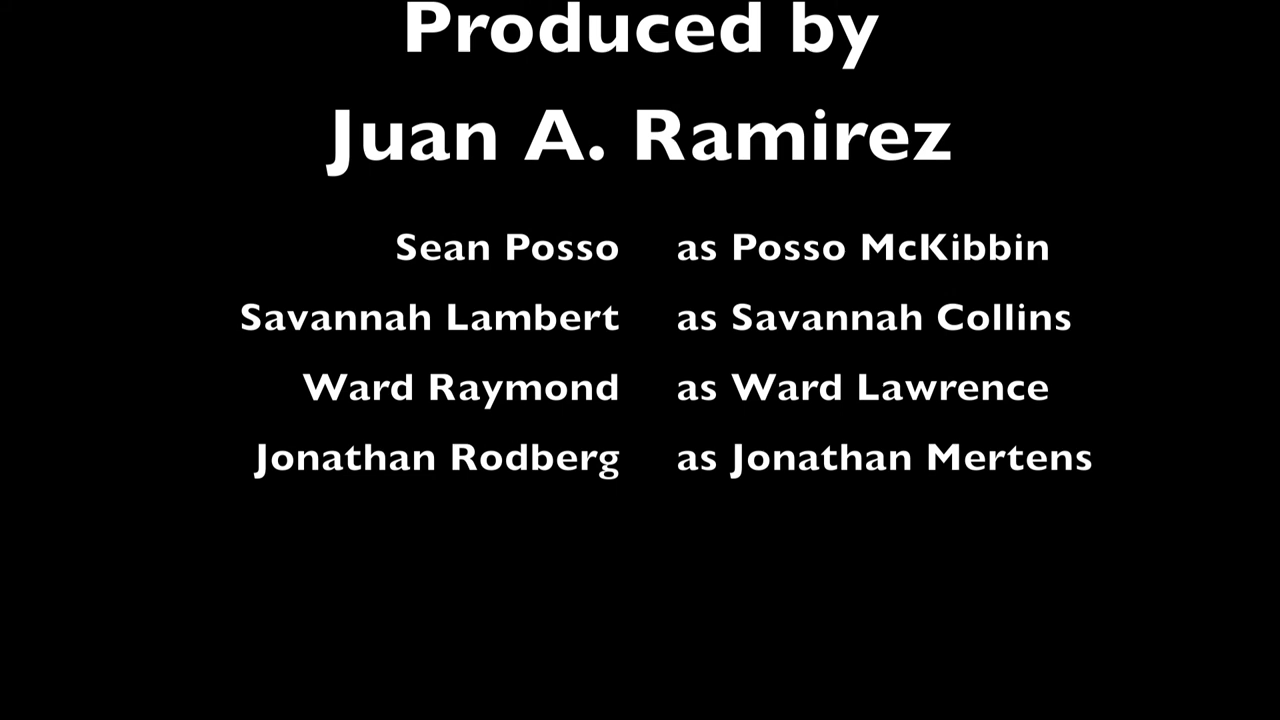 Produced by
Juan A. Ramirez
Sean Posso as Posso McKibbin
Savannah Lambert as Savannah Collins
Ward Raymond as Ward Lawrence
Jonathan Rodberg as Jonathan Mertens